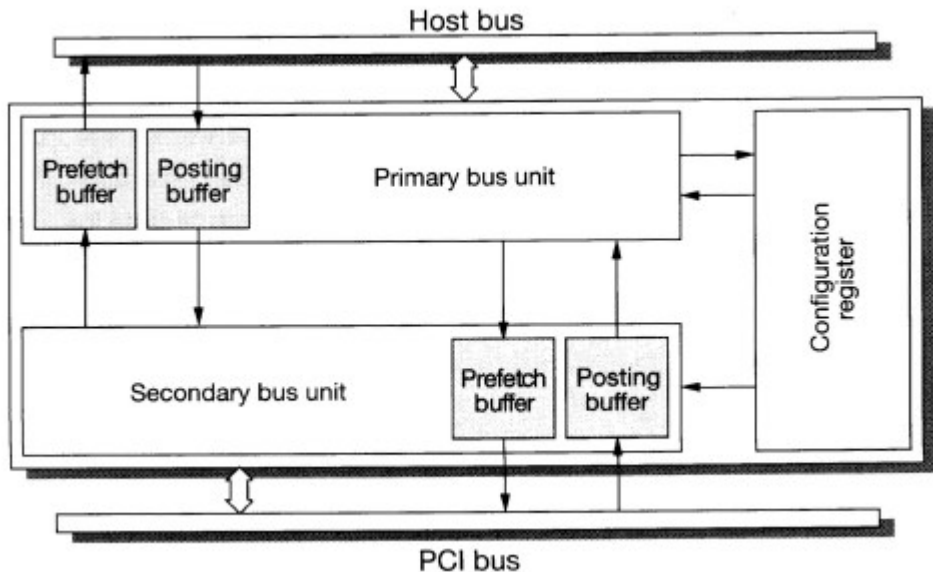 Host bus
Prefetch
buffer
Posting
buffer
Primary bus unit
Configuration
register
Secondary bus unit
Prefetch
buffer
Posting
buffer
PCI bus